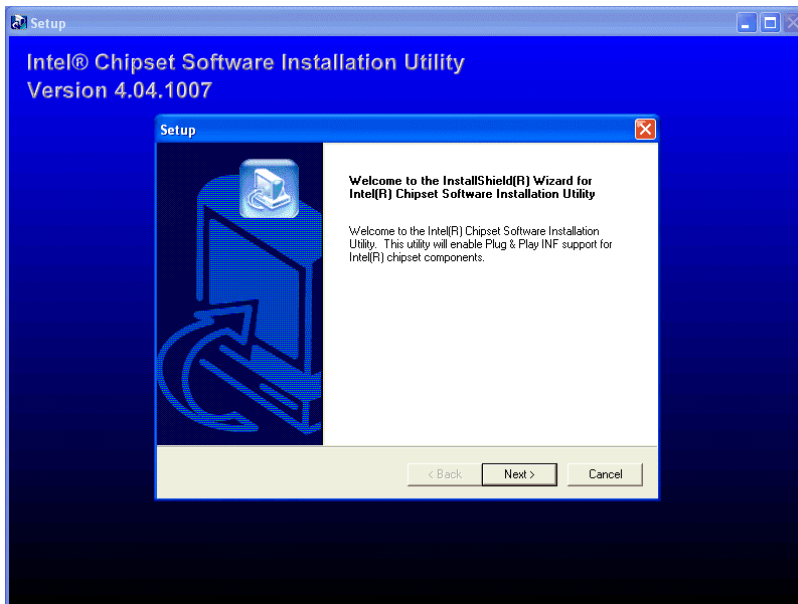 Setup
Intel® Chipset Software Installation Utility
Version 4.04.1007
Setup
Welcome to the InstallShield(R) Wizard for
Intel(R) Chipset Software Installation Utility
Welcome to the Intel(R) Chipset Software Installation
Utility. This utility will enable Plug & Play INF support for
Intel(R) chipset components.
< Back
Next >
Cancel